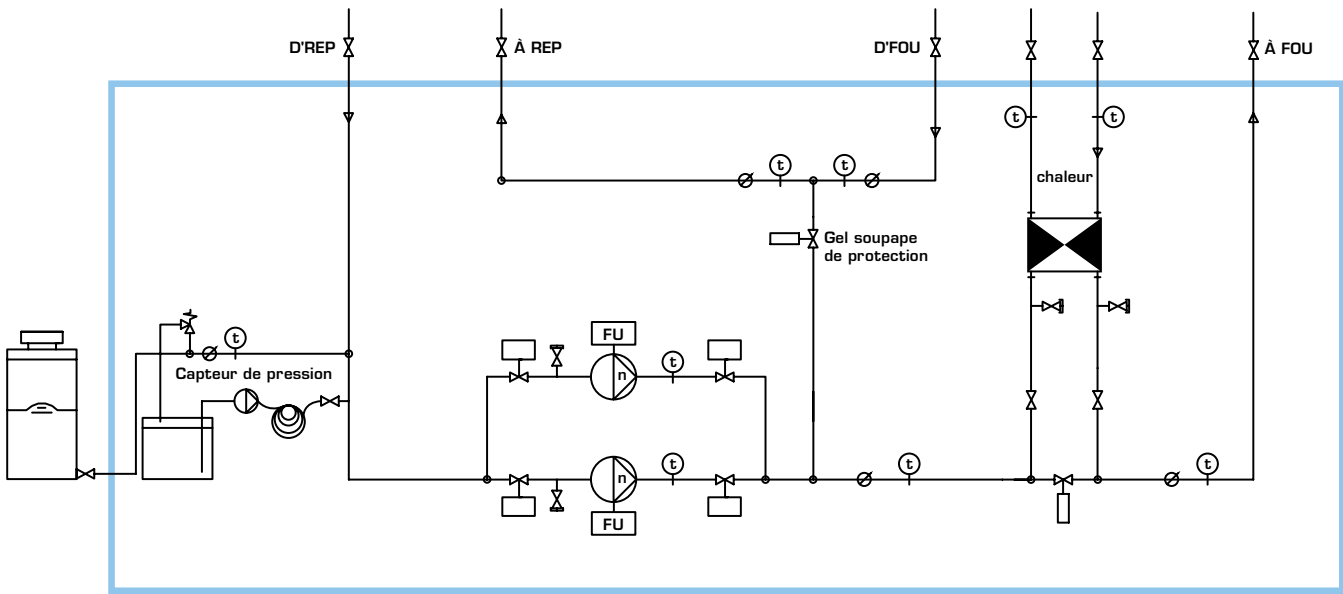 D'REP
À REP
D'FOU
À FOU
t
t
chaleur
t
t
Gel soupape
de protection
t
Capteur de pression
FU
n
t
n
t
FU
t
t